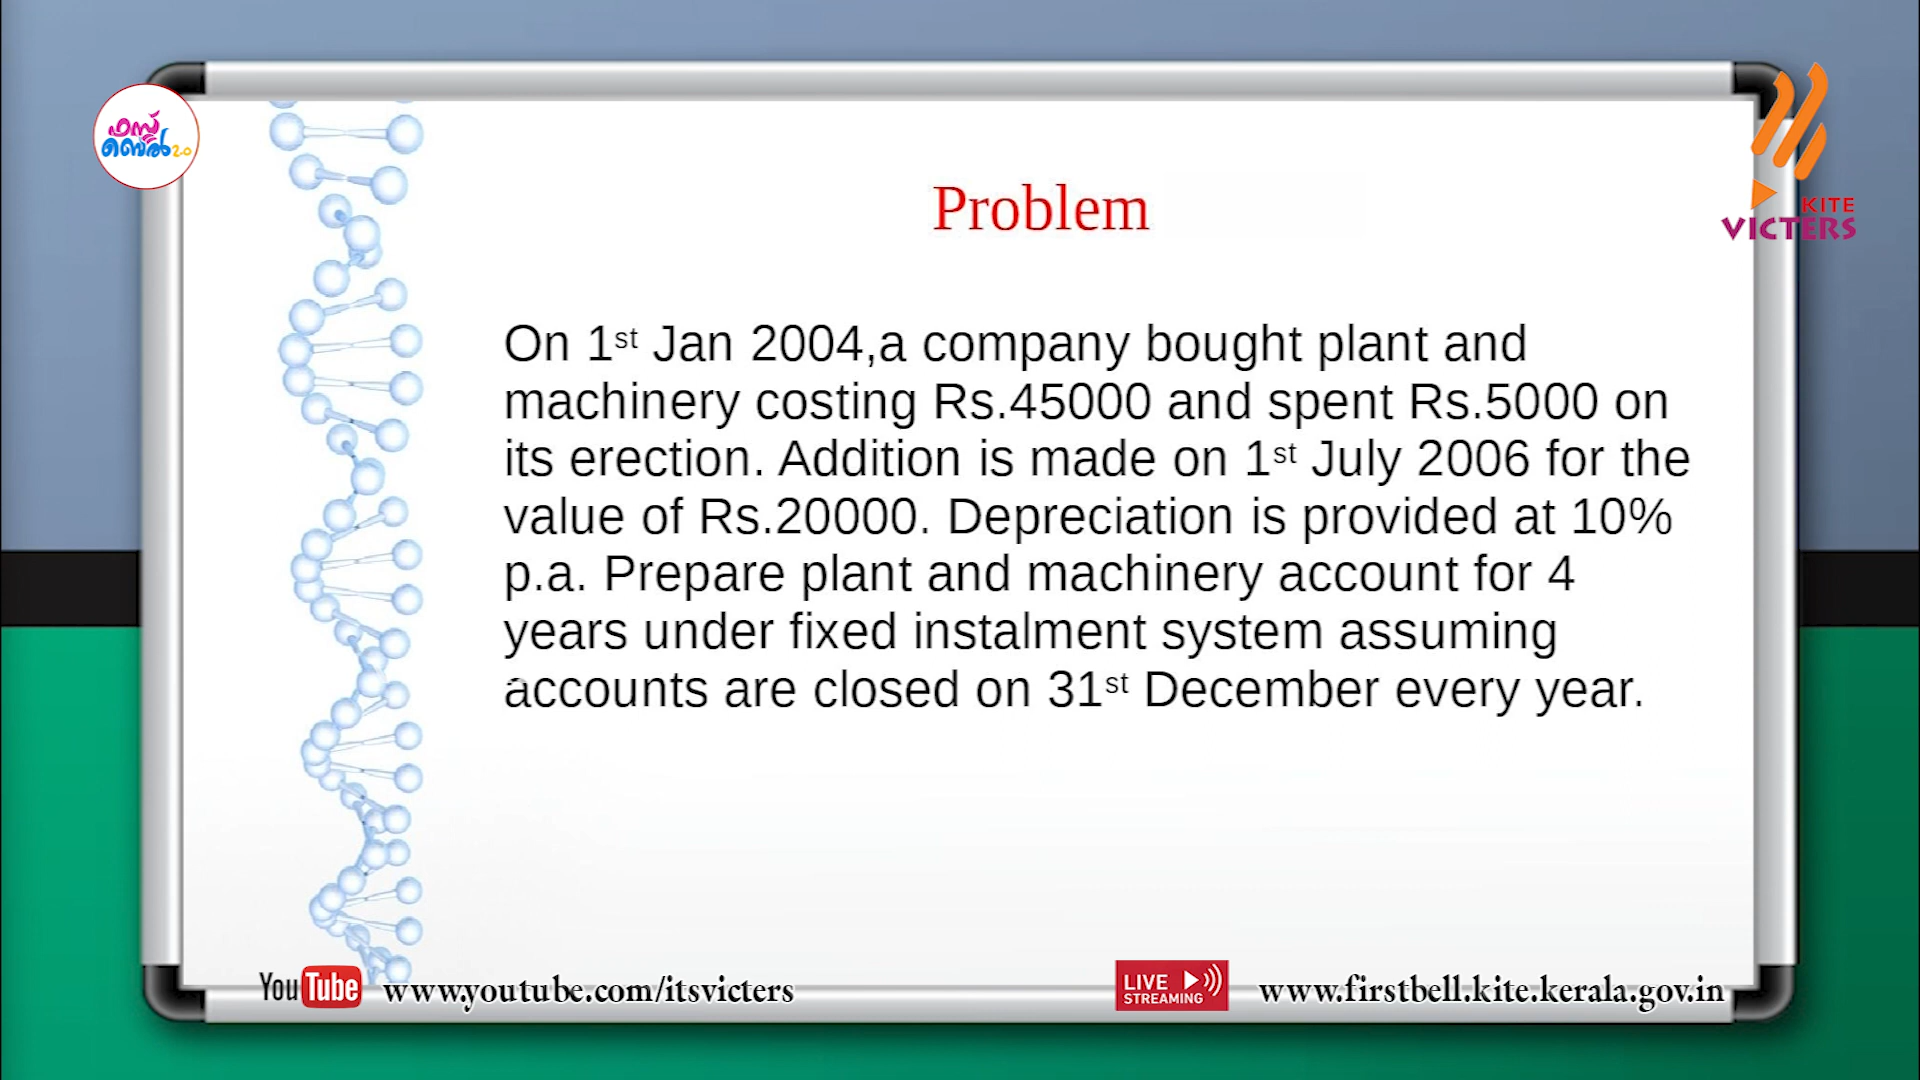 ഫസ്റ്റ്
ബെൽ 2.0
KITE
VICTERS
Problem
On 1st Jan 2004,a company bought plant and
machinery costing Rs.45000 and spent Rs.5000 on
its erection. Addition is made on 1st July 2006 for the
value of Rs.20000. Depreciation is provided at 10%
p.a. Prepare plant and machinery account for 4
years under fixed instalment system assuming
accounts are closed on 31st December every year.
YouTube www.youtube.com/itsvicters
LIVE STREAMING www.firstbell.kite.kerala.gov.in